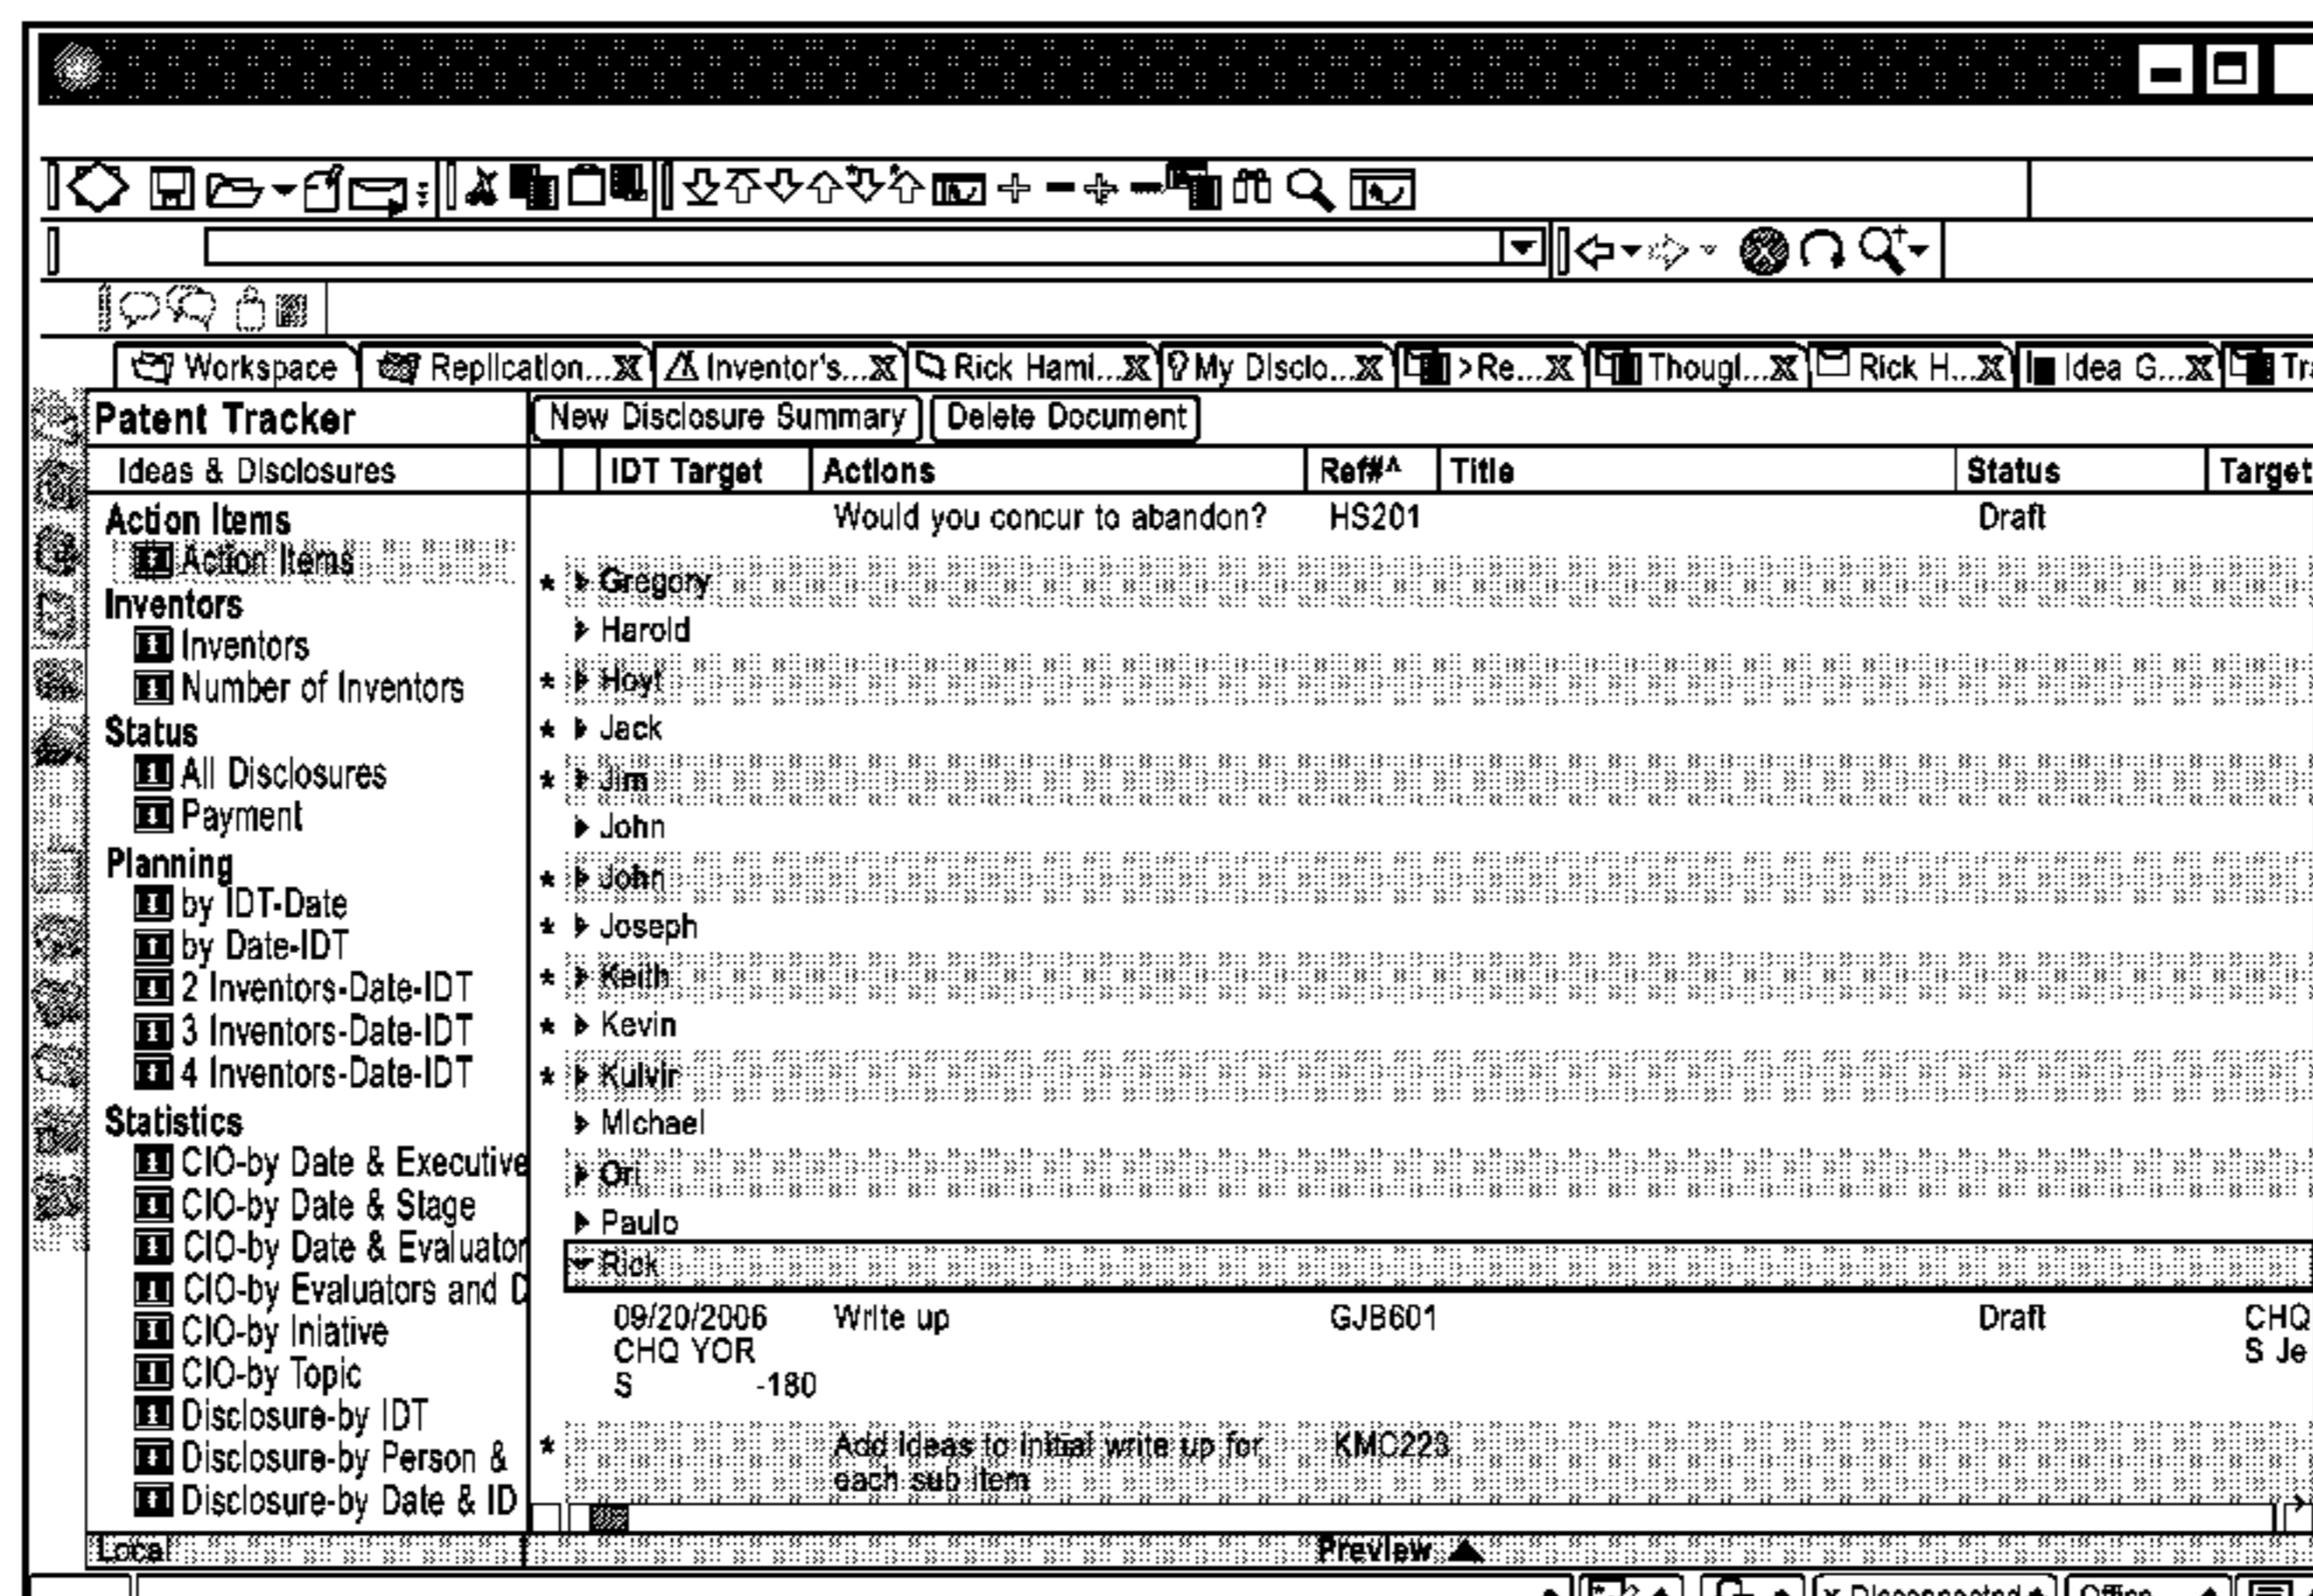 Workspace Replication... Inventor's... Rick Hami... My Disclo... >Re... Thougl... Rick H... Idea G... Tra
Patent Tracker New Disclosure Summary Delete Document
Ideas & Disclosures IDT Target Actions Ref#^ Title Status Target
Action Items
Would you concur to abandon? HS201 Draft
Action Items
* Gregory
Inventors
Harold
Inventors
* Hoyt
Number of Inventors
* Jack
Status
* Jim
All Disclosures
Payment
John
Planning
* John
by IDT-Date
* Joseph
by Date-IDT
* Keith
2 Inventors-Date-IDT
* Kevin
3 Inventors-Date-IDT
* Kulvir
4 Inventors-Date-IDT
Statistics
Michael
CIO-by Date & Executive
Ori
CIO-by Date & Stage
Paulo
CIO-by Date & Evaluator
Rick
CIO-by Evaluators and D
09/20/2006 Write up GJB601 Draft CHQ
CIO-by Iniative
CHQ YOR S Je
CIO-by Topic
S -180
Disclosure-by IDT
* Add ideas to initial write up for KMC223
Disclosure-by Person &
each sub item
Disclosure-by Date & ID
Local Preview
Disconnected Office